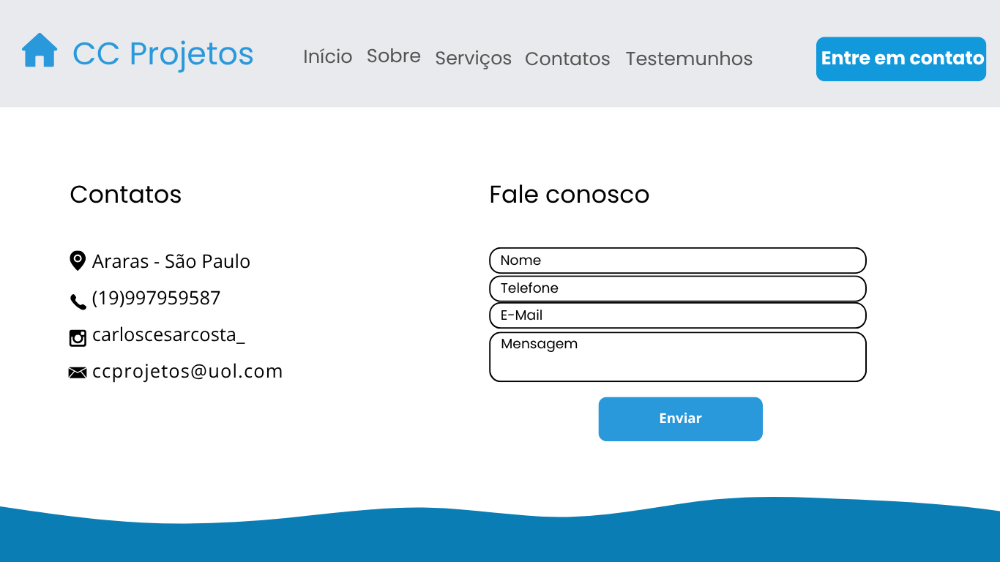 CC Projetos
Início Sobre Serviços Contatos Testemunhos
Entre em contato
Contatos
Araras - São Paulo
(19)997959587
carloscesarcosta_
ccprojetos@uol.com
Fale conosco
Nome
Telefone
E-Mail
Mensagem
Enviar